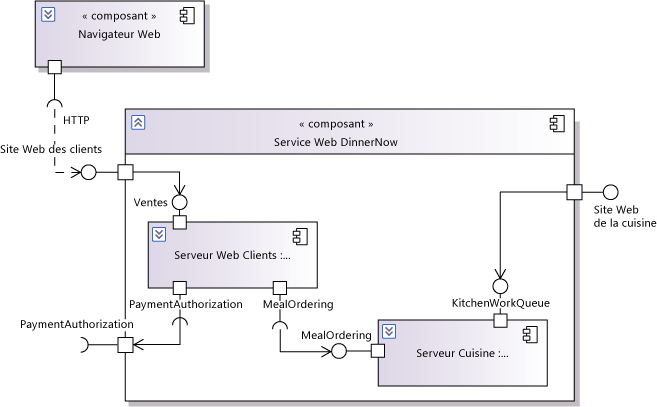 « composant »
Navigateur Web
HTTP
Site Web des clients
« composant »
Service Web DinnerNow
Ventes
Site Web
de la cuisine
Serveur Web Clients :...
PaymentAuthorization
MealOrdering
KitchenWorkQueue
PaymentAuthorization
MealOrdering
Serveur Cuisine :...